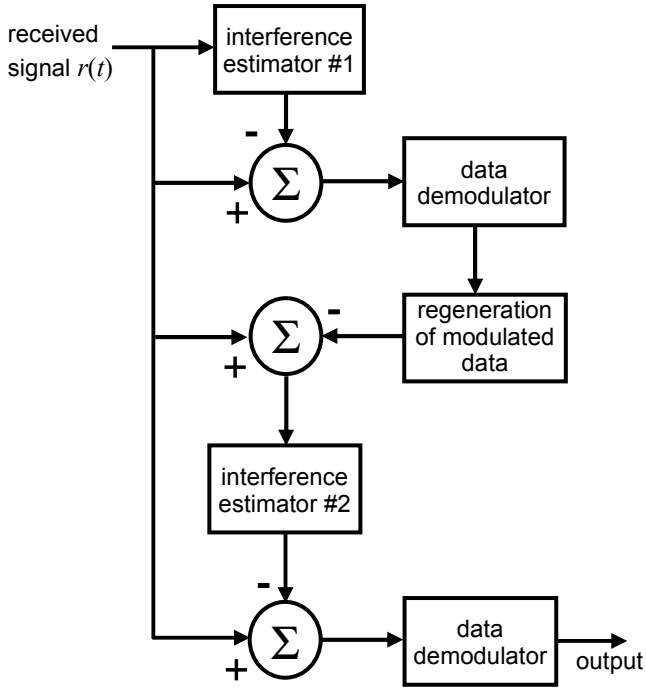 received
signal r(t)
interference
estimator #1
-
Σ
+
data
demodulator
-
Σ
+
regeneration
of modulated
data
interference
estimator #2
-
Σ
+
data
demodulator
output